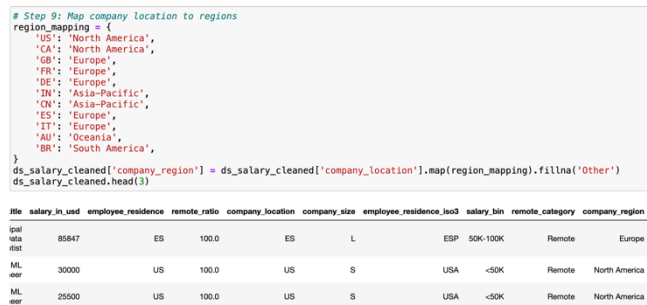 # Step 9: Map company location to regions
region_mapping = {
'US': 'North America',
'CA': 'North America',
'GB': 'Europe',
'FR': 'Europe',
'DE': 'Europe',
'IN': 'Asia-Pacific',
'CN': 'Asia-Pacific',
'ES': 'Europe',
'IT': 'Europe',
'AU': 'Oceania',
'BR': 'South America',
}
ds_salary_cleaned['company_region'] = ds_salary_cleaned['company_location'].map(region_mapping).fillna('Other')
ds_salary_cleaned.head(3)
salary_in_usd employee_residence remote_ratio company_location company_size employee_residence_iso3 salary_bin remote_category company_region
85847 ES 100.0 ES L ESP 50K-100K Remote Europe
ML 30000 US 100.0 US S USA <50K Remote North America
ML 25500 US 100.0 US S USA <50K Remote North America